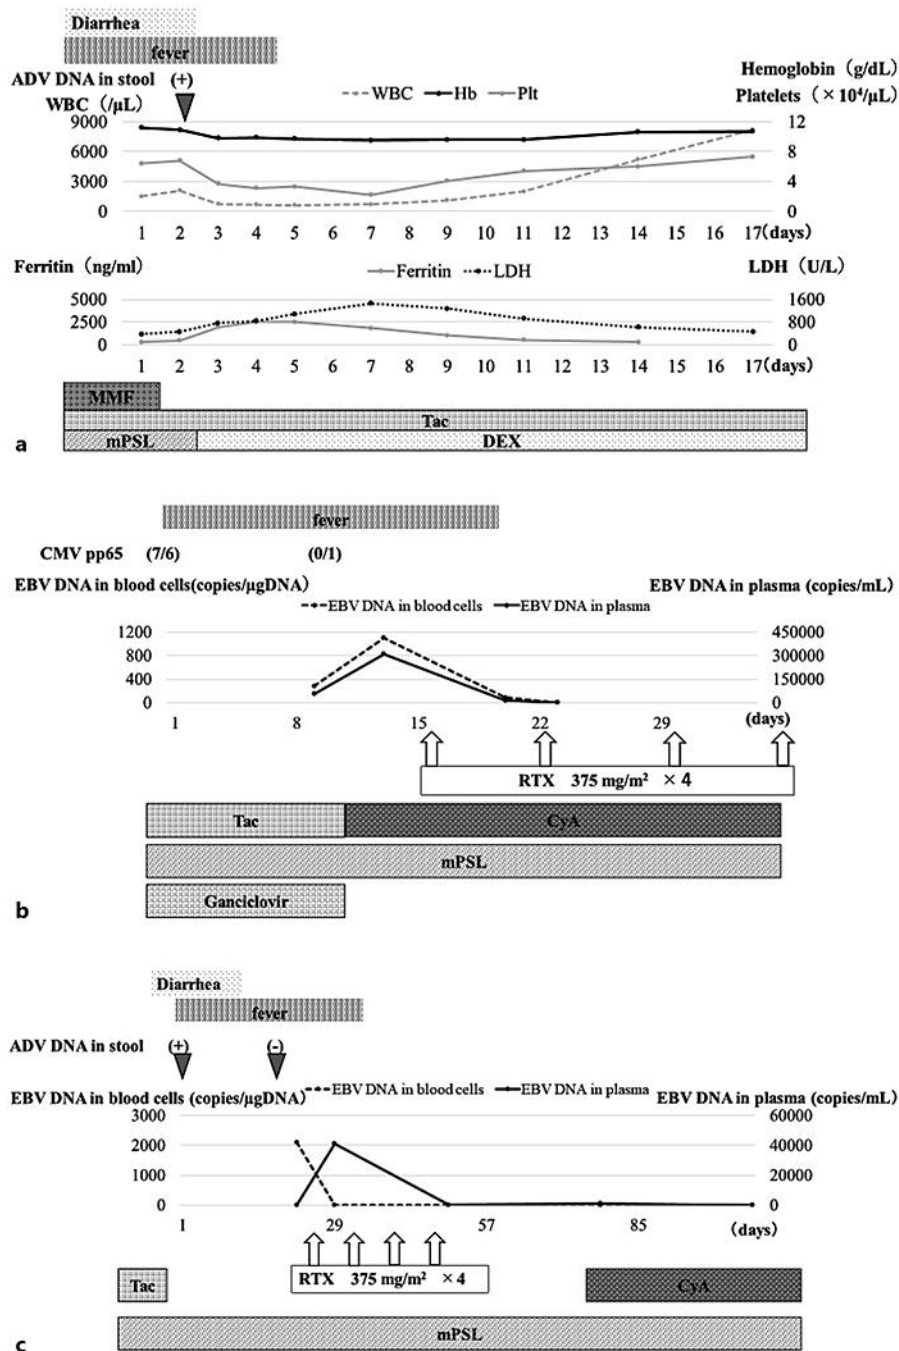 Diarrhea
fever
ADV DNA in stool (+)
WBC (/μL)
Hemoglobin (g/dL)
Platelets (×10⁴/μL)
WBC Hb Plt
9000 12
6000 8
3000 4
0 0
1 2 3 4 5 6 7 8 9 10 11 12 13 14 15 16 17(days)
Ferritin (ng/ml) LDH (U/L)
Ferritin LDH
5000 1600
2500 800
0 0
1 2 3 4 5 6 7 8 9 10 11 12 13 14 15 16 17(days)
MMF
Tac
mPSL DEX
a
fever
CMV pp65 (7/6) (0/1)
EBV DNA in blood cells(copies/μgDNA) EBV DNA in plasma (copies/mL)
EBV DNA in blood cells EBV DNA in plasma
1200 450000
800 300000
400 150000
0 0
1 8 15 22 29 (days)
RTX 375 mg/m² ×4
Tac CyA
mPSL
Ganciclovir
b
Diarrhea
fever
ADV DNA in stool (+) (-)
EBV DNA in blood cells (copies/μgDNA) EBV DNA in plasma (copies/mL)
EBV DNA in blood cells EBV DNA in plasma
3000 60000
2000 40000
1000 20000
0 0
1 29 57 85 (days)
RTX 375 mg/m² ×4
Tac CyA
mPSL
c